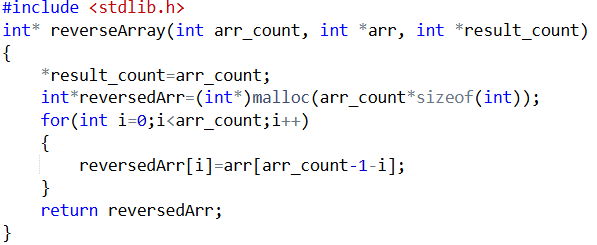 #include <stdlib.h>
int* reverseArray(int arr_count, int *arr, int *result_count)
{
    *result_count=arr_count;
    int*reversedArr=(int*)malloc(arr_count*sizeof(int));
    for(int i=0;i<arr_count;i++)
    {
        reversedArr[i]=arr[arr_count-1-i];
    }
    return reversedArr;
}